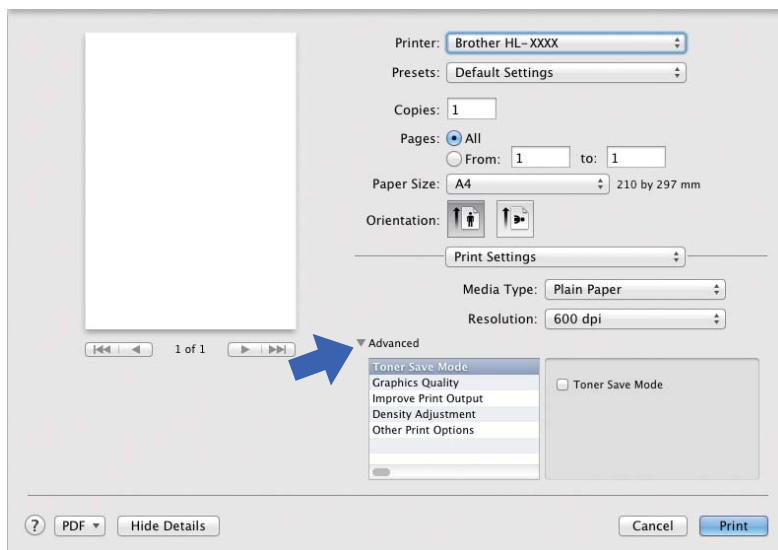 Printer: Brother HL-XXXX
Presets: Default Settings
Copies: 1
Pages: All
From: 1 to: 1
Paper Size: A4 210 by 297 mm
Orientation:
Print Settings
Media Type: Plain Paper
Resolution: 600 dpi
1 of 1
Advanced
Toner Save Mode
Graphics Quality
Improve Print Output
Density Adjustment
Other Print Options
Toner Save Mode
? PDF Hide Details Cancel Print